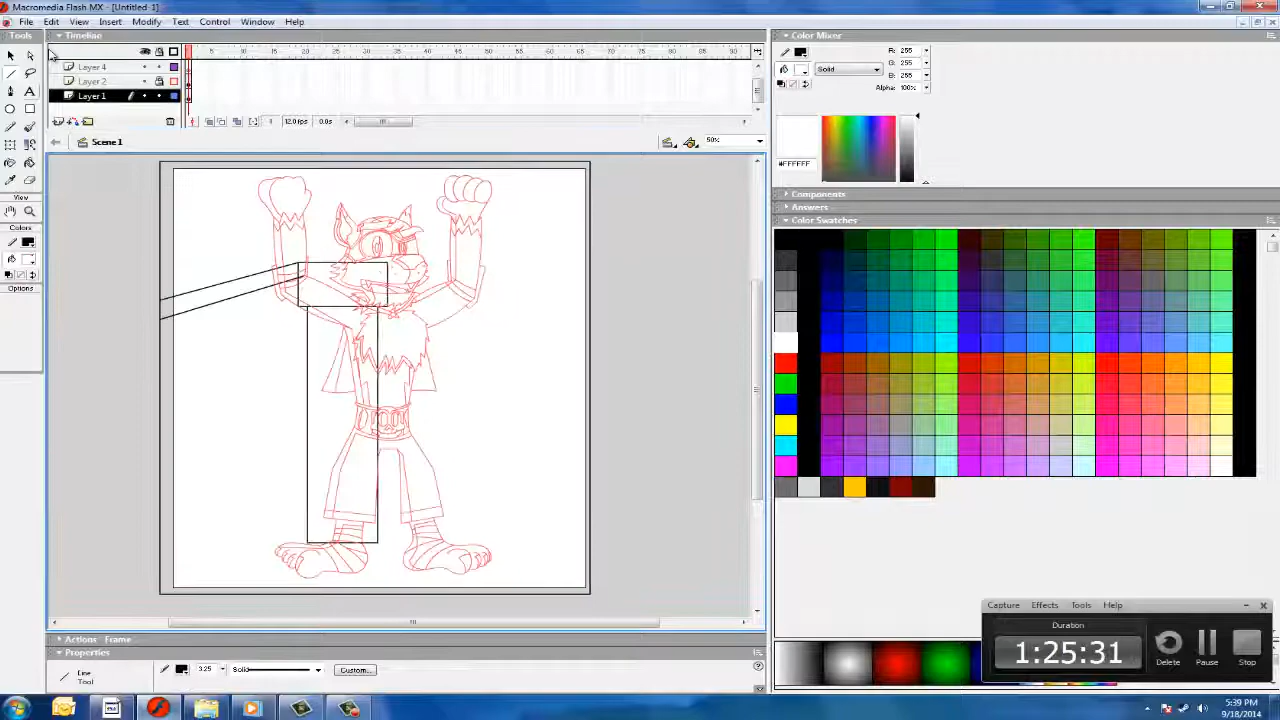 Macromedia Flash MX - [Untitled-1]
File Edit View Insert Modify Text Control Window Help
Tools
Timeline
5
Layer 4
Layer 2
Layer 1
12.0 fps 0.0s
Scene 1
50%
View
Colors
Options
Color Mixer
R: 255
G: 255
B: 255
Alpha: 100%
Solid
#FFFFFF
Components
Answers
Color Swatches
Actions - Frame
Properties
Line
Tool
3.25
Solid
Custom...
Capture Effects Tools Help
Duration
1:25:31
Delete Pause Stop
5:39 PM
9/18/2014